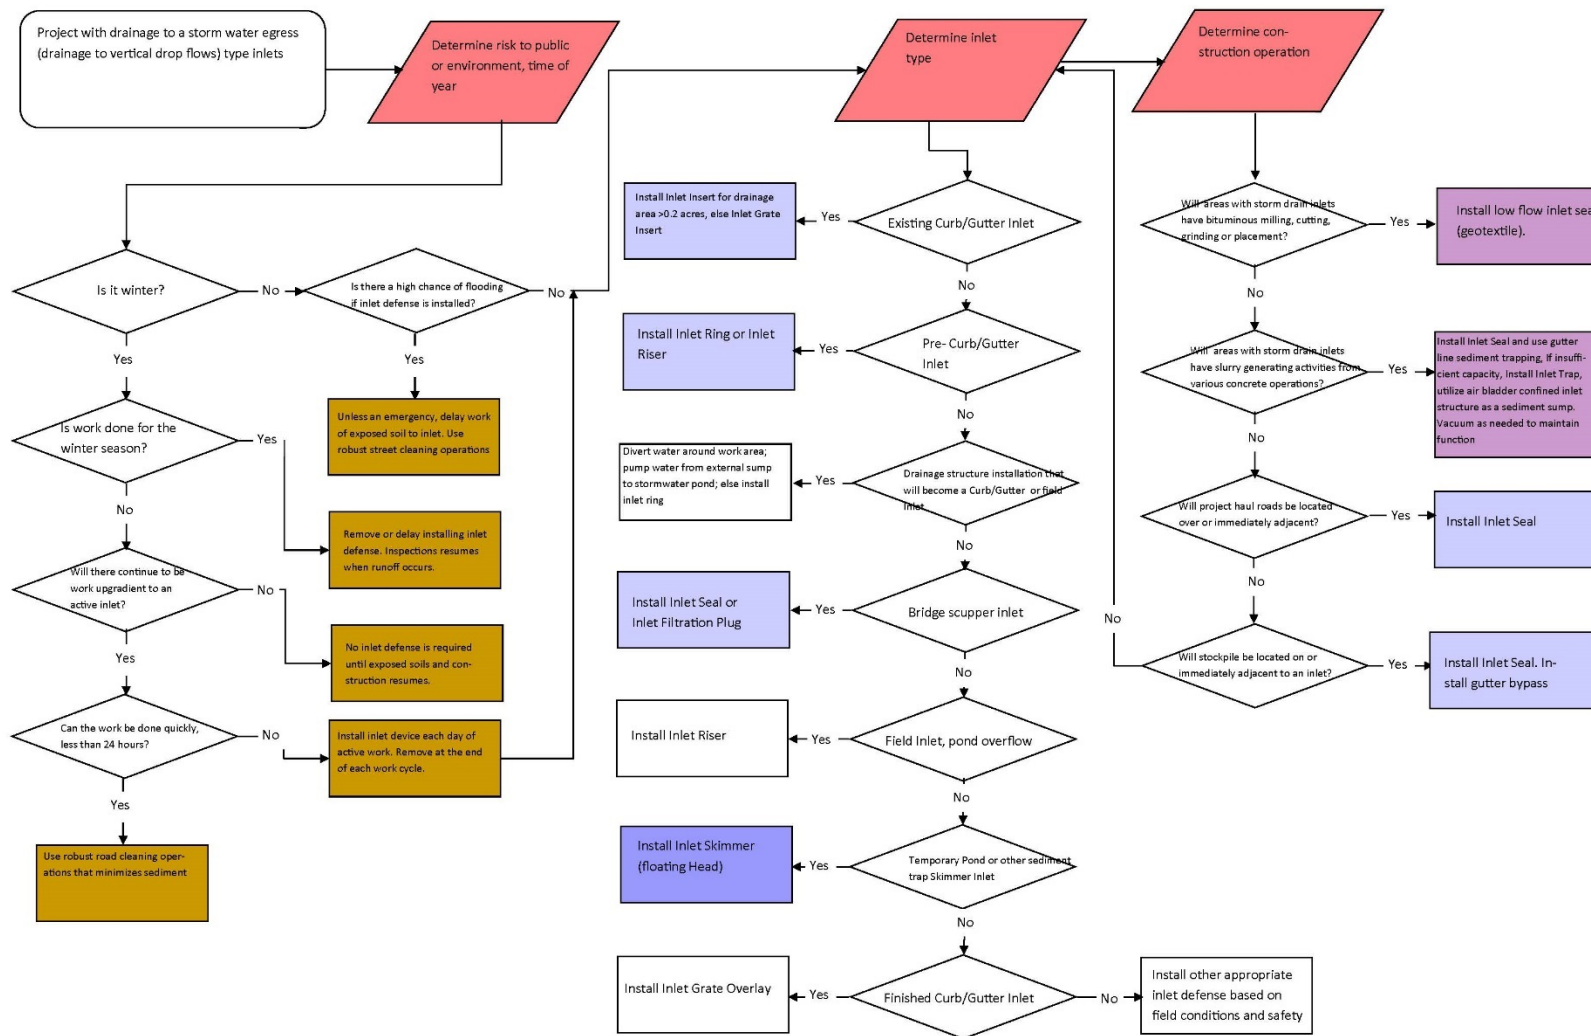 Project with drainage to a storm water egress
(drainage to vertical drop flows) type inlets
Determine risk to public
or environment, time of
year
Determine inlet
type
Determine con-
struction operation
Is it winter?
No
Is there a high chance of flooding
if inlet defense is installed?
No
Yes
Yes
Unless an emergency, delay work
of exposed soil to inlet. Use
robust street cleaning operations
Is work done for the
winter season?
Yes
No
Remove or delay installing inlet
defense. Inspections resumes
when runoff occurs.
Will there continue to be
work upgradient to an
active inlet?
No
Yes
No inlet defense is required
until exposed soils and con-
struction resumes.
Can the work be done quickly,
less than 24 hours?
No
Install inlet device each day of
active work. Remove at the end
of each work cycle.
Yes
Use robust road cleaning oper-
ations that minimizes sediment
Install Inlet Insert for drainage
area >0.2 acres, else Inlet Grate
Insert
Yes
Existing Curb/Gutter Inlet
No
Install Inlet Ring or Inlet
Riser
Yes
Pre- Curb/Gutter
Inlet
No
Divert water around work area;
pump water from external sump
to stormwater pond; else install
inlet ring
Yes
Drainage structure installation that
will become a Curb/Gutter or field
Inlet
No
Install Inlet Seal or
Inlet Filtration Plug
Yes
Bridge scupper inlet
No
Install Inlet Riser
Yes
Field Inlet, pond overflow
No
Install Inlet Skimmer
(floating Head)
Yes
Temporary Pond or other sediment
trap Skimmer Inlet
No
Install Inlet Grate Overlay
Yes
Finished Curb/Gutter Inlet
No
Install other appropriate
inlet defense based on
field conditions and safety
Will areas with storm drain inlets
have bituminous milling, cutting,
grinding or placement?
Yes
Install low flow inlet sea
(geotextile).
No
Will areas with storm drain inlets
have slurry generating activities from
various concrete operations?
Yes
Install Inlet Seal and use gutter
line sediment trapping, If insuffi-
cient capacity, Install Inlet Trap,
utilize air bladder confined inlet
structure as a sediment sump.
Vacuum as needed to maintain
function
No
Will project haul roads be located
over or immediately adjacent?
Yes
Install Inlet Seal
No
No
Will stockpile be located on or
immediately adjacent to an inlet?
Yes
Install Inlet Seal. In-
stall gutter bypass